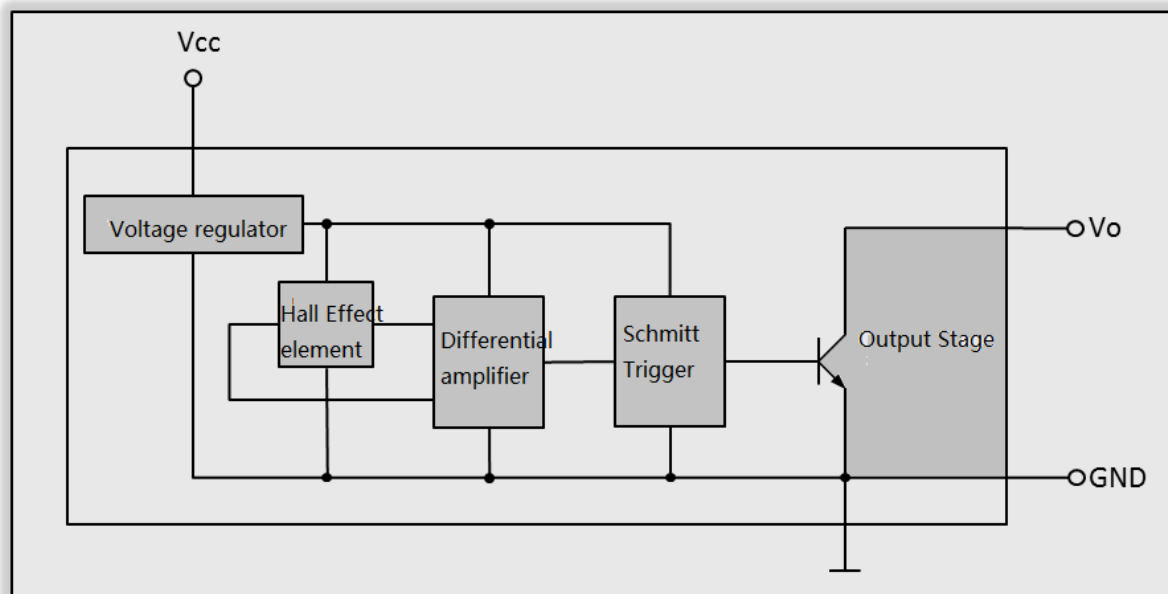 Vcc
Voltage regulator
Vo
Hall Effect
element
Differential
amplifier
Schmitt
Trigger
Output Stage
GND